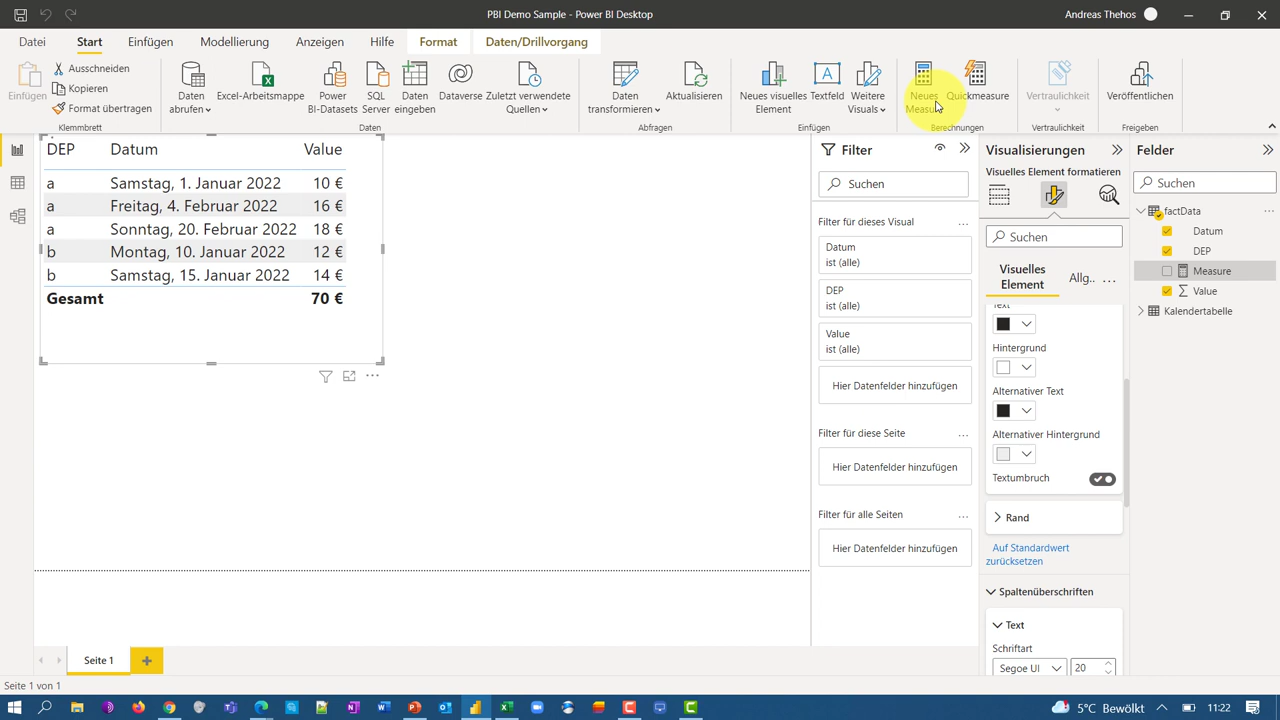 PBI Demo Sample - Power BI Desktop
Andreas Thehos
Datei
Start
Einfügen
Modellierung
Anzeigen
Hilfe
Format
Daten/Drillvorgang
Einfügen
Ausschneiden
Kopieren
Format übertragen
Klemmbrett
Daten
abrufen
Excel-Arbeitsmappe
Power
BI-Datasets
SQL
Server
Daten
eingeben
Dataverse
Zuletzt verwendete
Quellen
Daten
Daten
transformieren
Aktualisieren
Abfragen
Neues visuelles
Element
Textfeld
Weitere
Visuals
Einfügen
Neues
Measure
Quickmeasure
Berechnungen
Vertraulichkeit
Vertraulichkeit
Veröffentlichen
Freigeben
DEP Datum Value
a Samstag, 1. Januar 2022 10 €
a Freitag, 4. Februar 2022 16 €
a Sonntag, 20. Februar 2022 18 €
b Montag, 10. Januar 2022 12 €
b Samstag, 15. Januar 2022 14 €
Gesamt 70 €
Filter
Suchen
Filter für dieses Visual
Datum
ist (alle)
DEP
ist (alle)
Value
ist (alle)
Hier Datenfelder hinzufügen
Filter für diese Seite
Hier Datenfelder hinzufügen
Filter für alle Seiten
Hier Datenfelder hinzufügen
Visualisierungen
Visuelles Element formatieren
Suchen
Visuelles
Element
Allg..
Text
Hintergrund
Alternativer Text
Alternativer Hintergrund
Textumbruch
Rand
Auf Standardwert
zurücksetzen
Spaltenüberschriften
Text
Schriftart
Segoe UI
20
Felder
Suchen
factData
Datum
DEP
Measure
Value
Kalendertabelle
Seite 1
Seite 1 von 1
5°C Bewölkt
11:22